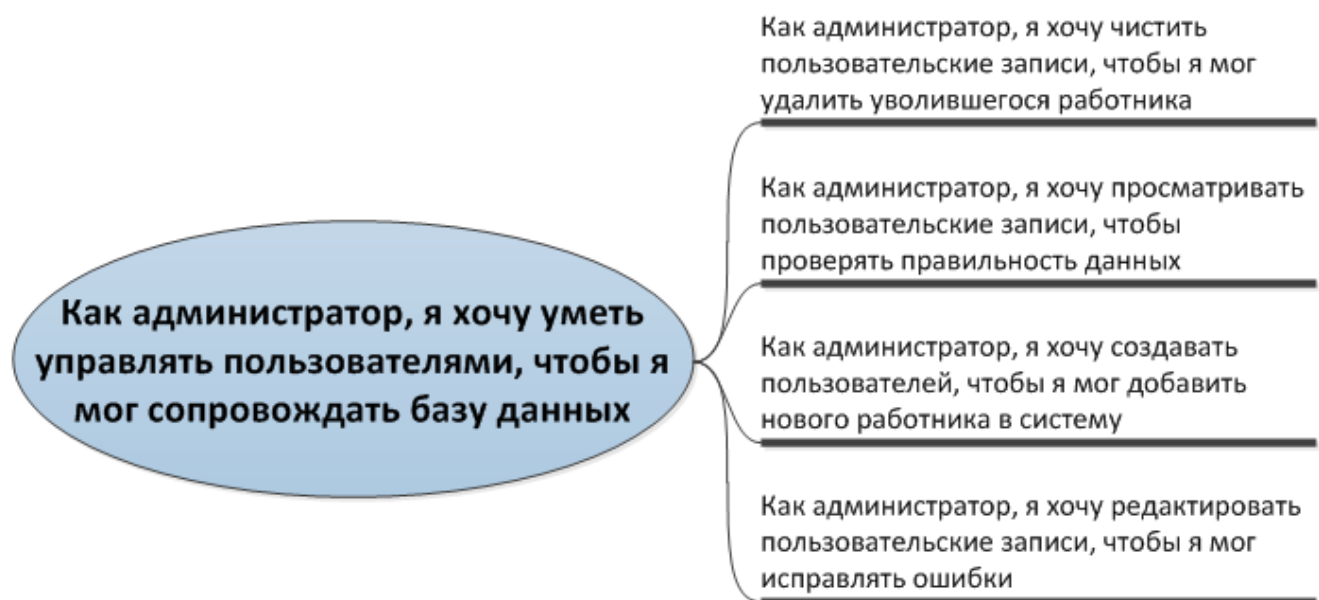 Как администратор, я хочу чистить
пользовательские записи, чтобы я мог
удалить уволившегося работника
Как администратор, я хочу просматривать
пользовательские записи, чтобы
проверять правильность данных
Как администратор, я хочу уметь
управлять пользователями, чтобы я
мог сопровождать базу данных
Как администратор, я хочу создавать
пользователей, чтобы я мог добавить
нового работника в систему
Как администратор, я хочу редактировать
пользовательские записи, чтобы я мог
исправлять ошибки